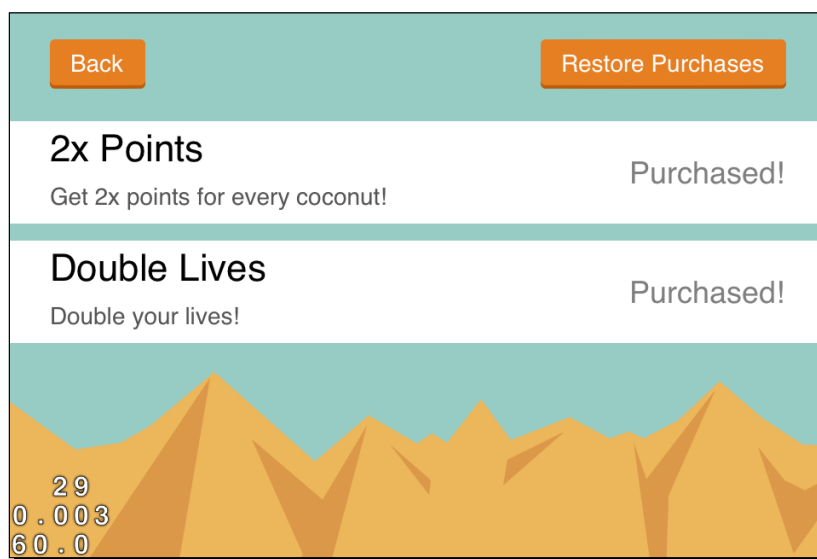 Back
Restore Purchases
2x Points
Get 2x points for every coconut!
Purchased!
Double Lives
Double your lives!
Purchased!
29
0.003
60.0